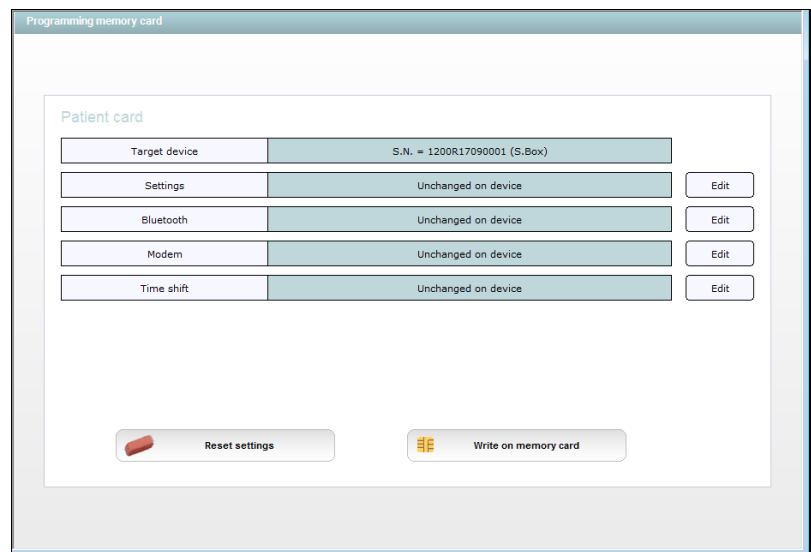 Programming memory card
Patient card
Target device S.N. = 1200R17090001 (S.Box)
Settings Unchanged on device Edit
Bluetooth Unchanged on device Edit
Modem Unchanged on device Edit
Time shift Unchanged on device Edit
Reset settings Write on memory card